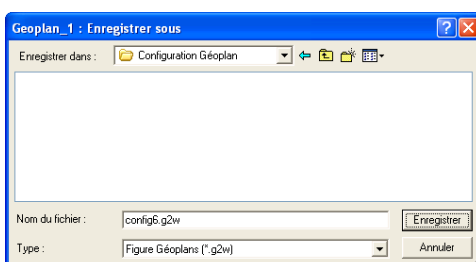 Geoplan_1 : Enregistrer sous
Enregistrer dans : Configuration Géoplan
Nom du fichier : config6.g2w Enregistrer
Type : Figure Géoplans (*.g2w) Annuler